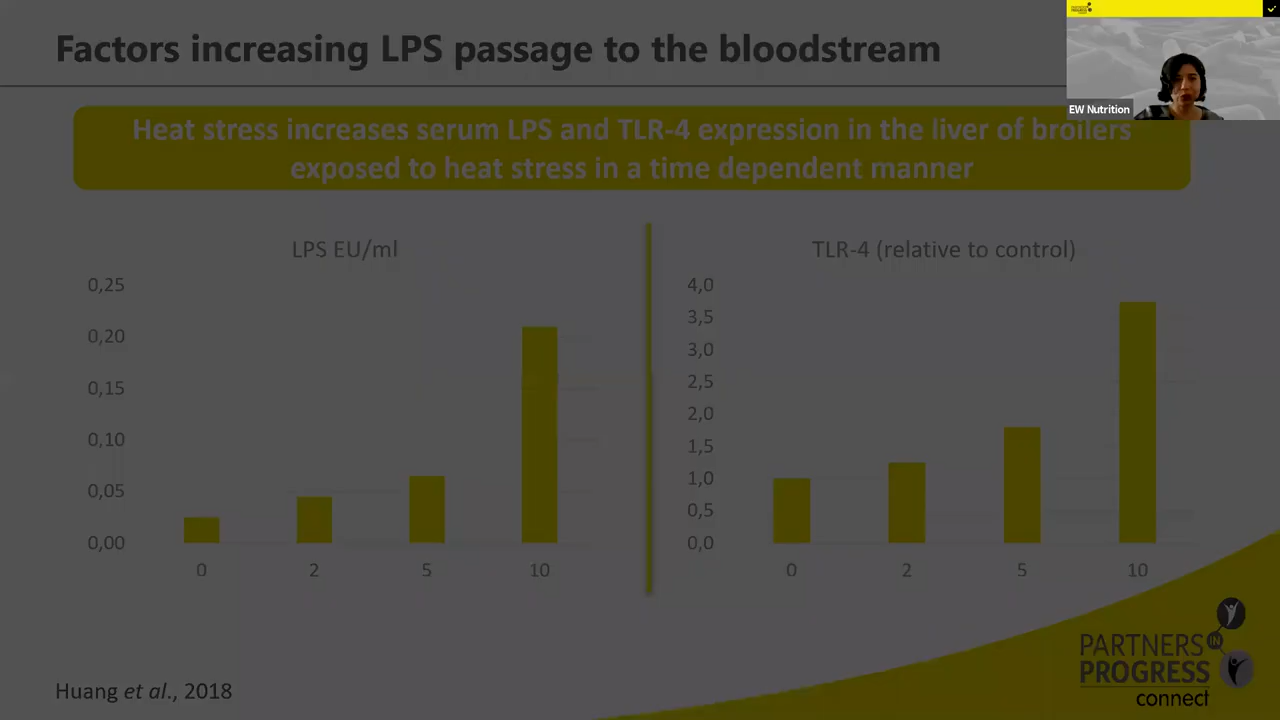 Factors increasing LPS passage to the bloodstream
EW Nutrition
Heat stress increases serum LPS and TLR-4 expression in the liver of broilers
exposed to heat stress in a time dependent manner
LPS EU/ml
0,25
0,20
0,15
0,10
0,05
0,00
0 2 5 10
TLR-4 (relative to control)
4,0
3,5
3,0
2,5
2,0
1,5
1,0
0,5
0,0
0 2 5 10
Huang et al., 2018
PARTNERS
IN
PROGRESS
connect